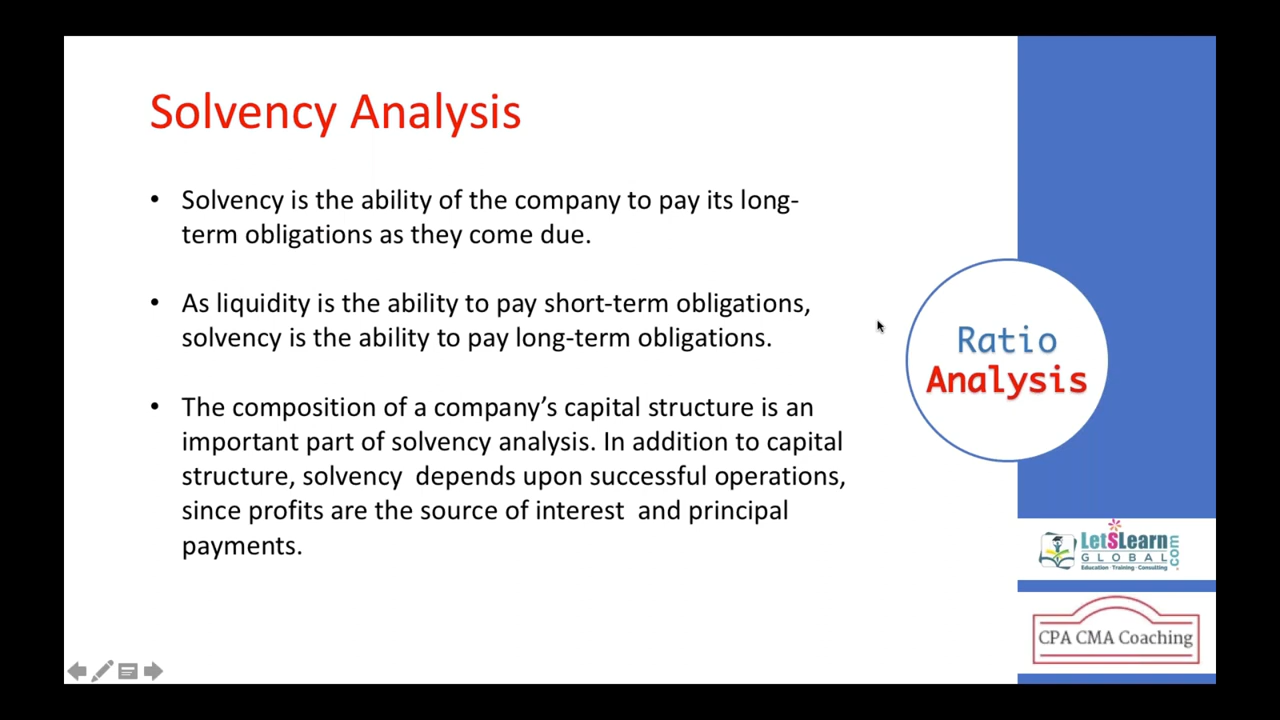 Solvency Analysis
• Solvency is the ability of the company to pay its long-
term obligations as they come due.
• As liquidity is the ability to pay short-term obligations,
solvency is the ability to pay long-term obligations.
• The composition of a company’s capital structure is an
important part of solvency analysis. In addition to capital
structure, solvency  depends upon successful operations,
since profits are the source of interest  and principal
payments.
Ratio
Analysis
LetSLearn
GLOBAL
.com
Education · Training · Consulting
CPA CMA Coaching